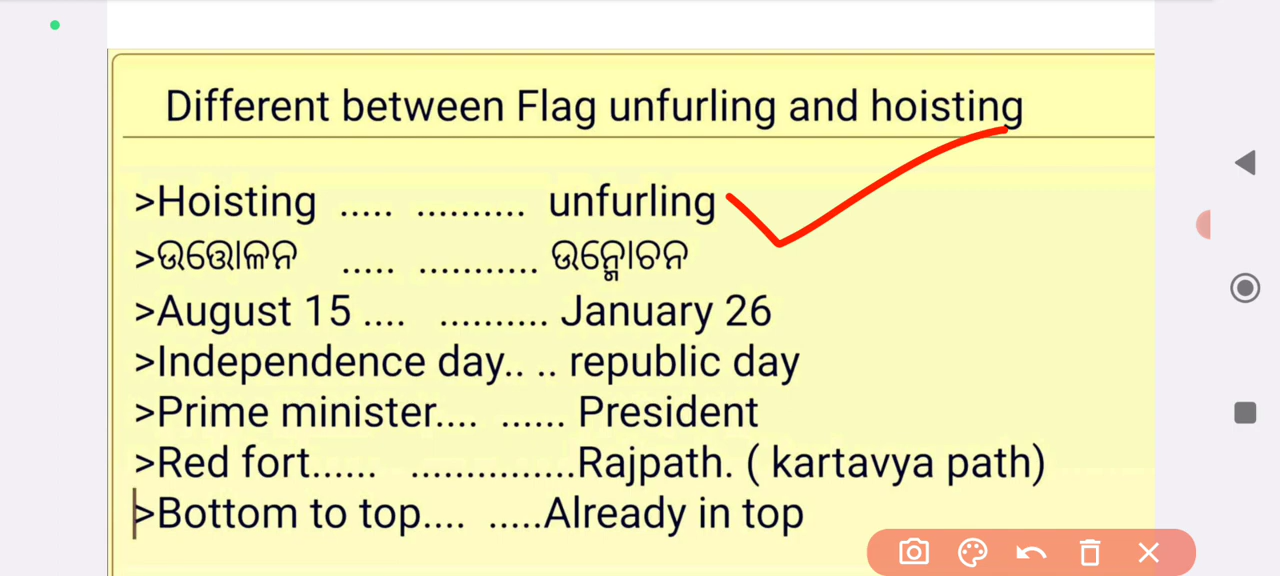 Different between Flag unfurling and hoisting
>Hoisting ..... .......... unfurling
>ଉତ୍ତୋଳନ ..... ........... ଉନ୍ମୋଚନ
>August 15 .... .......... January 26
>Independence day.. .. republic day
>Prime minister.... ...... President
>Red fort...... ...............Rajpath. ( kartavya path)
>Bottom to top.... .....Already in top